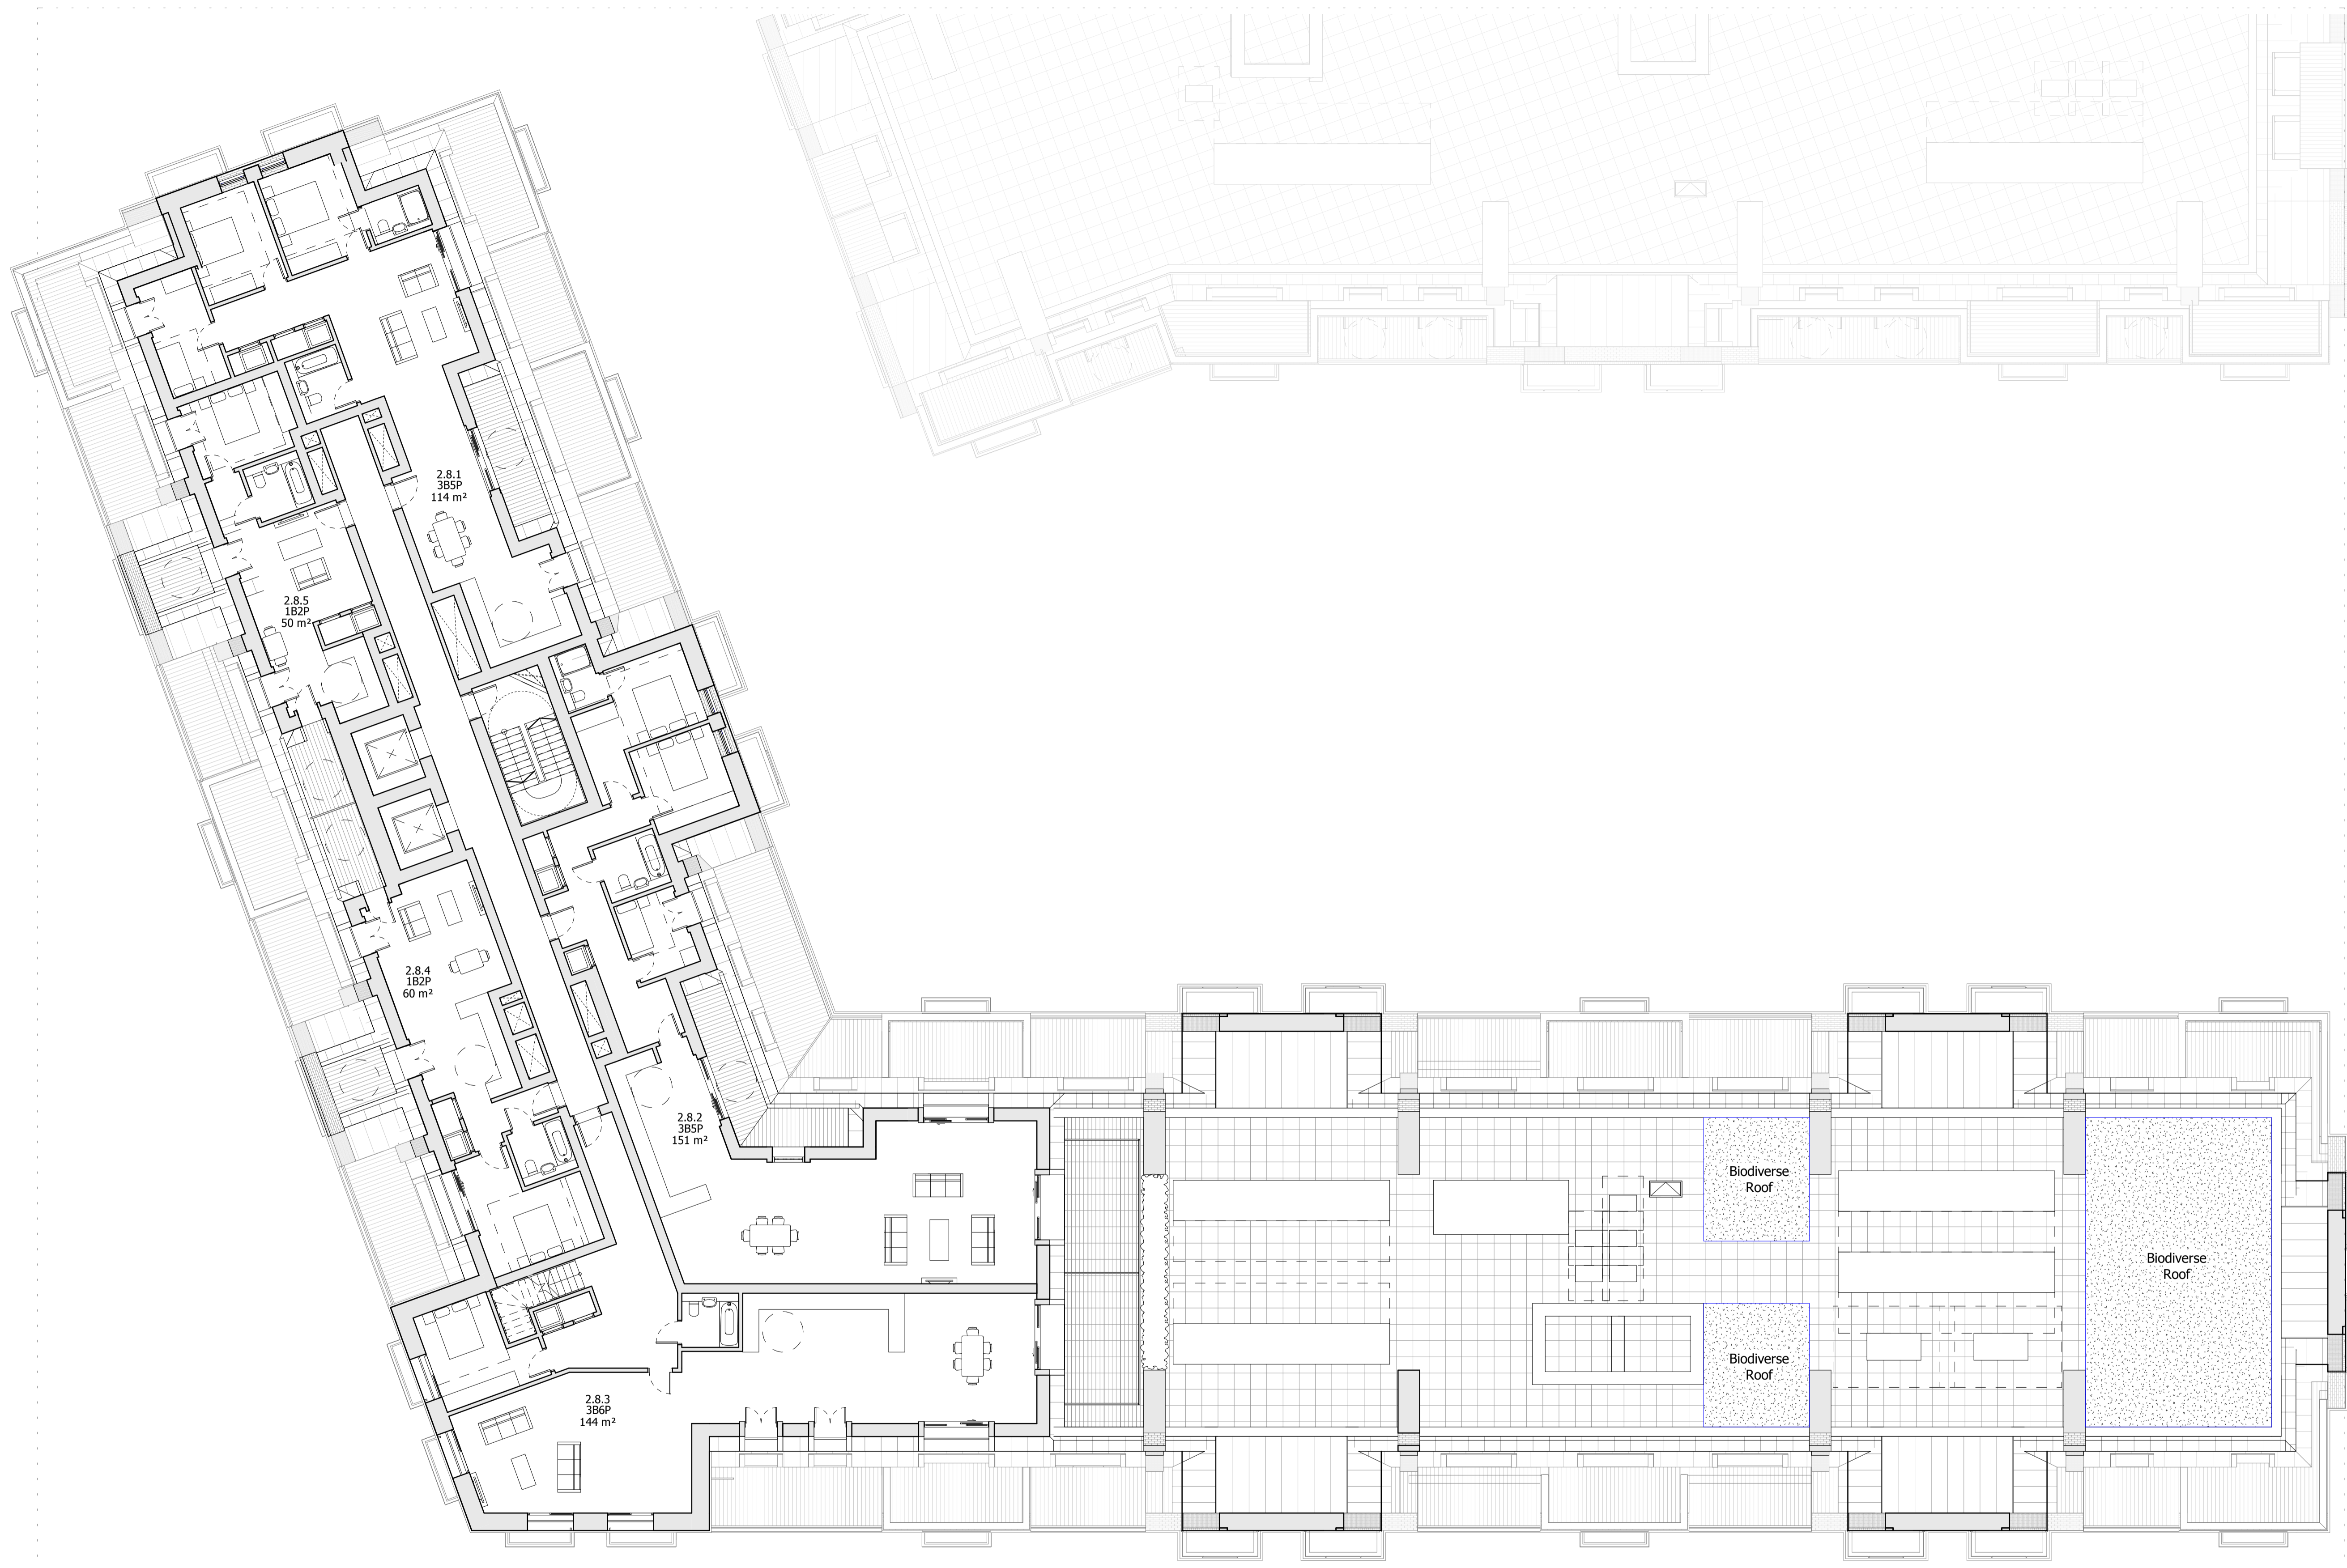 2.8.1
3B5P
114 m²
2.8.5
1B2P
50 m²
2.8.4
1B2P
60 m²
2.8.2
3B5P
151 m²
Biodiverse
Roof
Biodiverse
Roof
Biodiverse
Roof
2.8.3
3B6P
144 m²